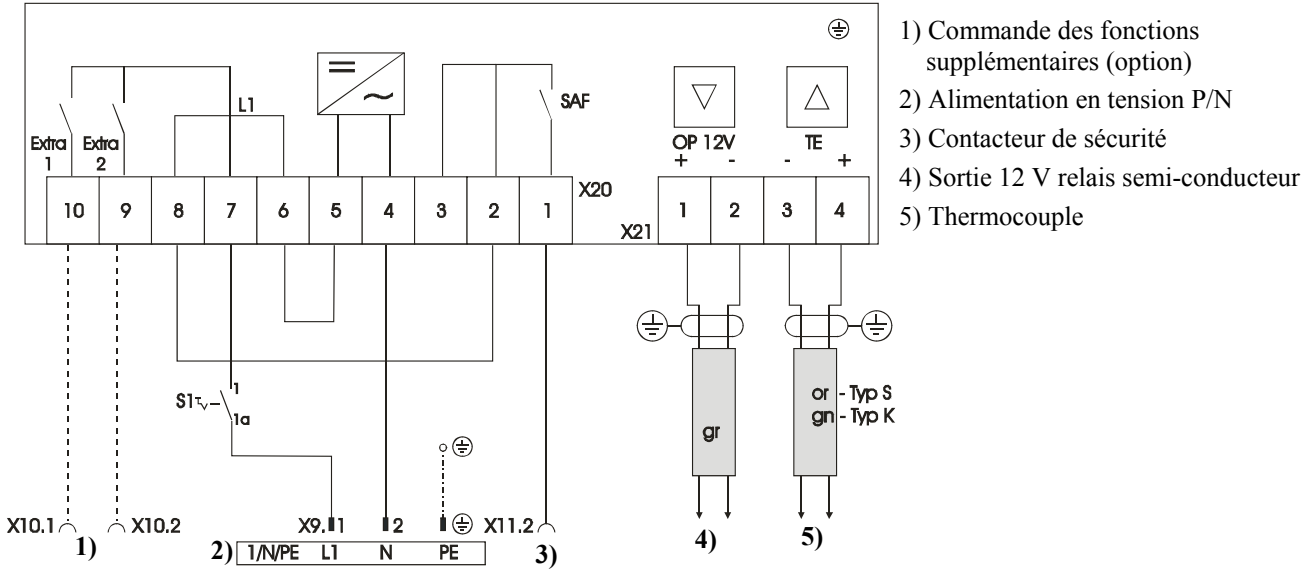 1) Commande des fonctions
supplémentaires (option)
2) Alimentation en tension P/N
3) Contacteur de sécurité
4) Sortie 12 V relais semi-conducteur
5) Thermocouple
L1
SAF
Extra
1
Extra
2
OP 12V
+ -
TE
- +
10 9 8 7 6 5 4 3 2 1
X20
X21
1 2 3 4
S1
1
1a
gr
or - Typ S
gn - Typ K
X10.1
X10.2
X9.
1
2
X11.2
1)
2)
1/N/PE L1 N PE
3)
4)
5)